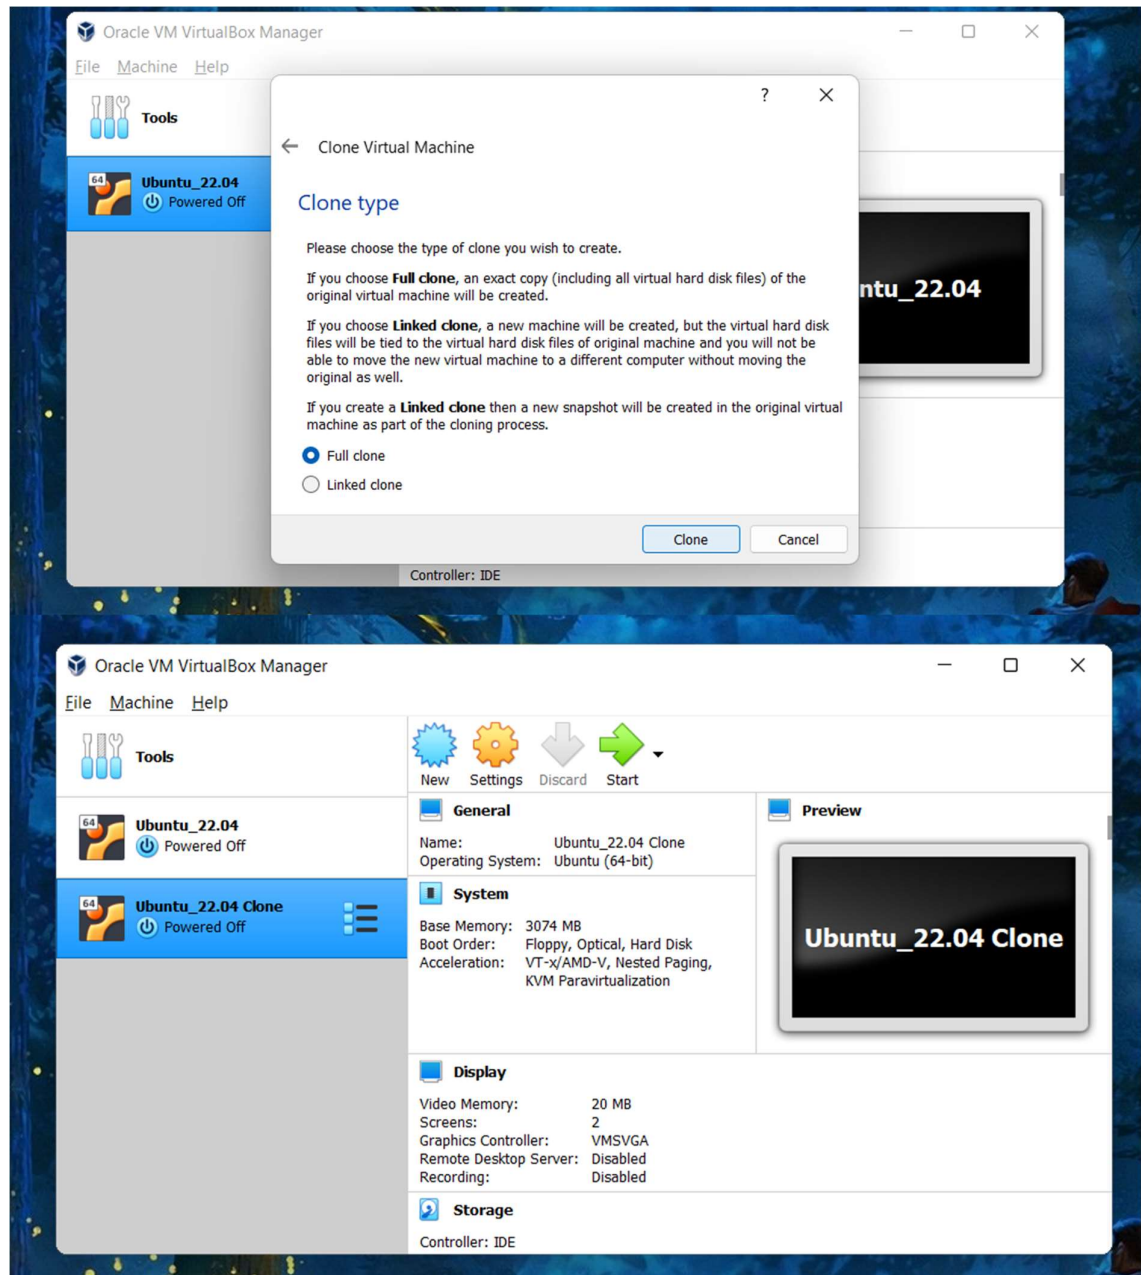 Oracle VM VirtualBox Manager
File Machine Help
Tools
64
Ubuntu_22.04
Powered Off
?
Clone Virtual Machine
Clone type
Please choose the type of clone you wish to create.
If you choose Full clone, an exact copy (including all virtual hard disk files) of the
original virtual machine will be created.
If you choose Linked clone, a new machine will be created, but the virtual hard disk
files will be tied to the virtual hard disk files of original machine and you will not be
able to move the new virtual machine to a different computer without moving the
original as well.
If you create a Linked clone then a new snapshot will be created in the original virtual
machine as part of the cloning process.
Full clone
Linked clone
Clone Cancel
ntu_22.04
Controller: IDE
Oracle VM VirtualBox Manager
File Machine Help
Tools
New Settings Discard Start
64
Ubuntu_22.04
Powered Off
64
Ubuntu_22.04 Clone
Powered Off
General
Name: Ubuntu_22.04 Clone
Operating System: Ubuntu (64-bit)
System
Base Memory: 3074 MB
Boot Order: Floppy, Optical, Hard Disk
Acceleration: VT-x/AMD-V, Nested Paging,
KVM Paravirtualization
Preview
Ubuntu_22.04 Clone
Display
Video Memory: 20 MB
Screens: 2
Graphics Controller: VMSVGA
Remote Desktop Server: Disabled
Recording: Disabled
Storage
Controller: IDE